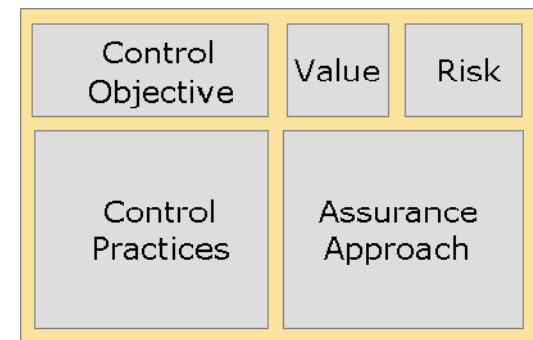 Control
Objective
Value
Risk
Control
Practices
Assurance
Approach